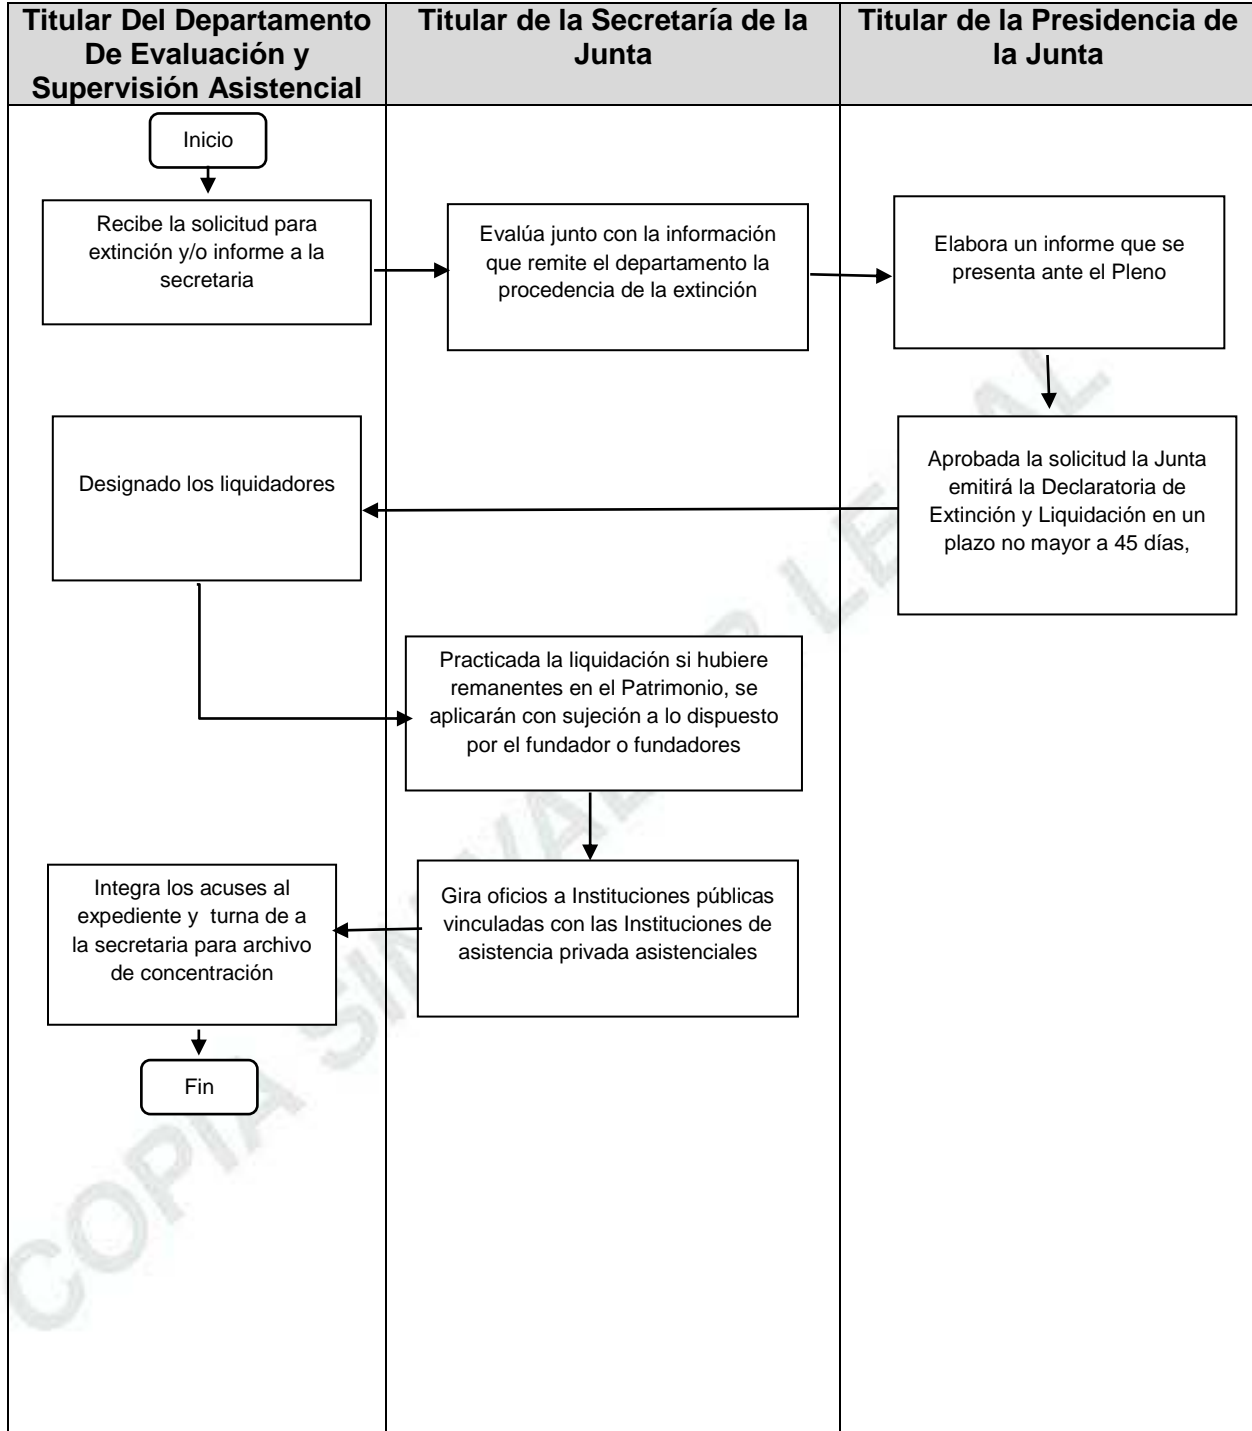 Titular Del Departamento
De Evaluación y
Supervisión Asistencial
Titular de la Secretaría de la
Junta
Titular de la Presidencia de
la Junta
Inicio
Recibe la solicitud para
extinción y/o informe a la
secretaria
Evalúa junto con la información
que remite el departamento la
procedencia de la extinción
Elabora un informe que se
presenta ante el Pleno
Aprobada la solicitud la Junta
emitirá la Declaratoria de
Extinción y Liquidación en un
plazo no mayor a 45 días,
Designado los liquidadores
Practicada la liquidación si hubiere
remanentes en el Patrimonio, se
aplicarán con sujeción a lo dispuesto
por el fundador o fundadores
Gira oficios a Instituciones públicas
vinculadas con las Instituciones de
asistencia privada asistenciales
Integra los acuses al
expediente y  turna de a
la secretaria para archivo
de concentración
Fin
COPIA SIN VALOR LEGAL